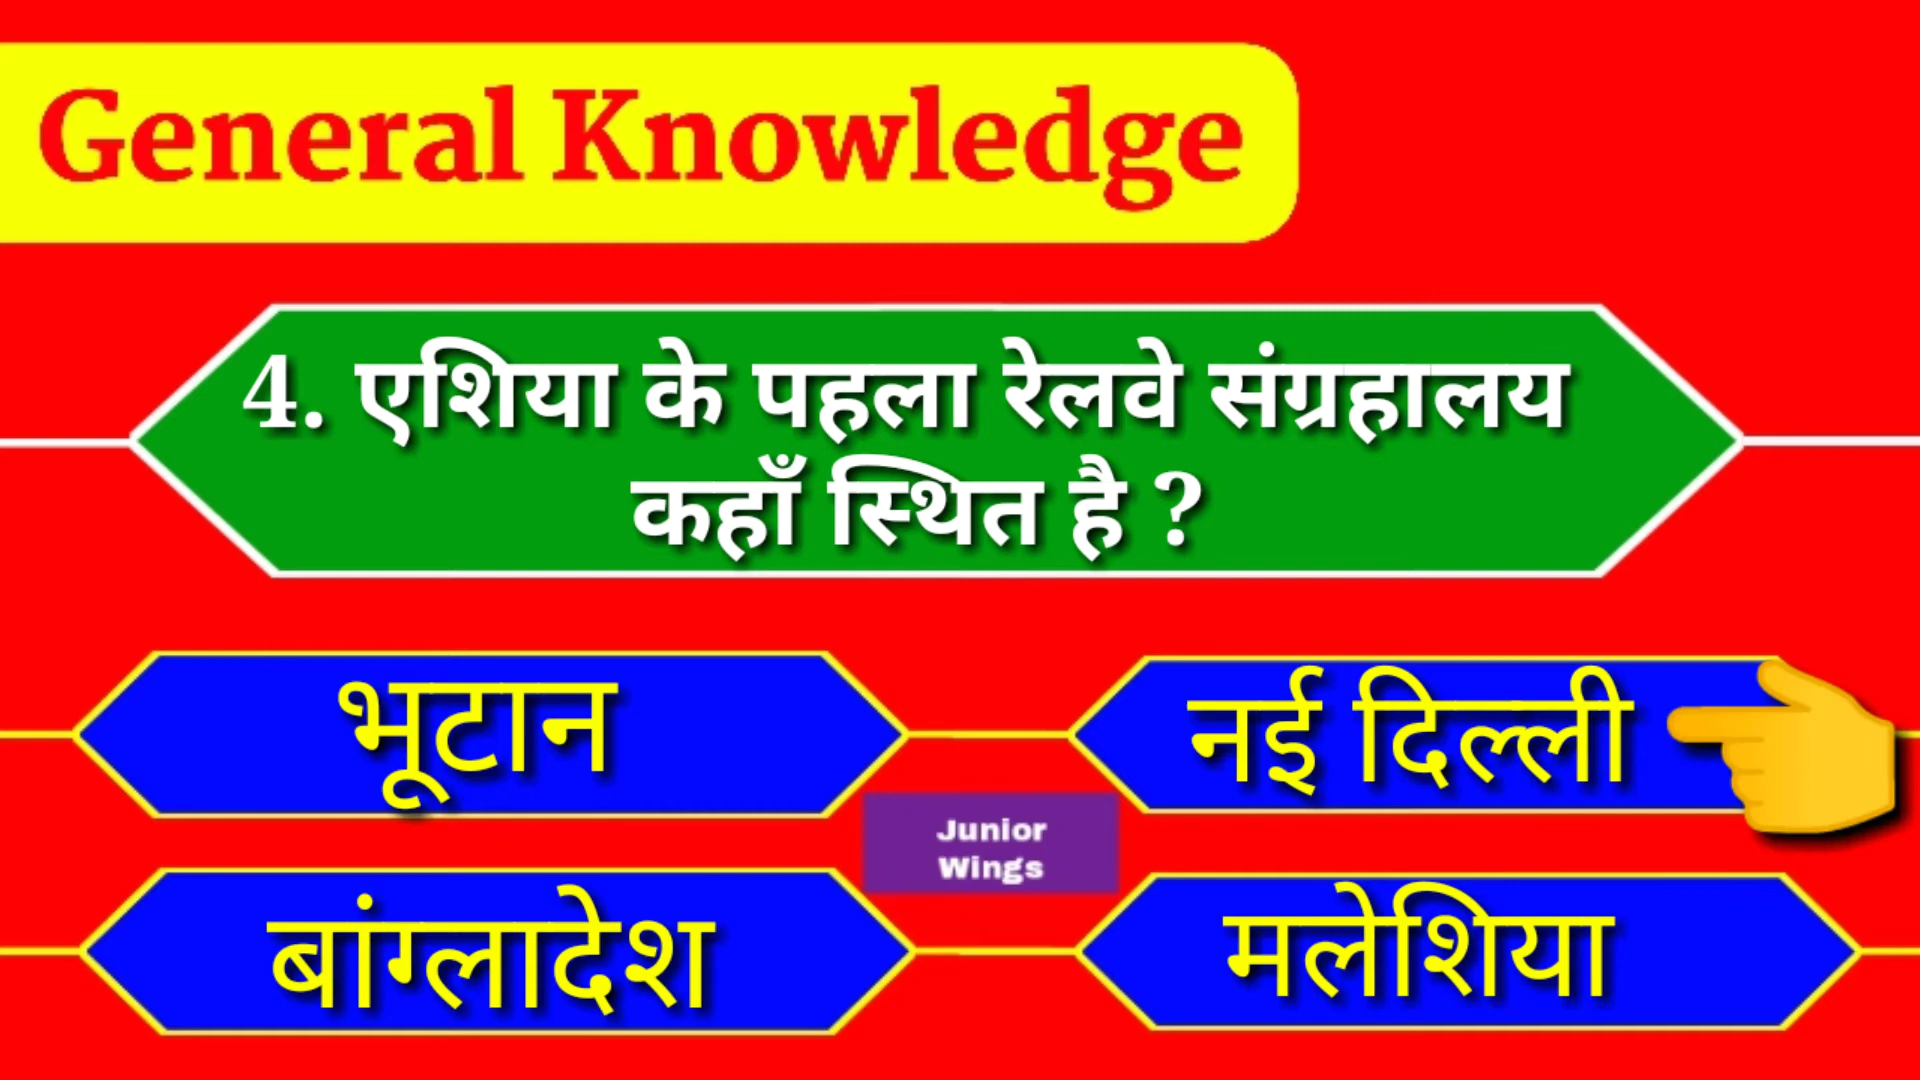 General Knowledge
4. एशिया के पहला रेलवे संग्रहालय
कहाँ स्थित है ?
भूटान
नई दिल्ली
Junior
Wings
बांग्लादेश
मलेशिया